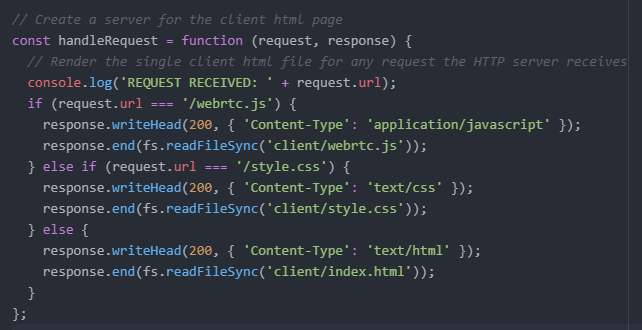 // Create a server for the client html page
const handleRequest = function (request, response) {
  // Render the single client html file for any request the HTTP server receives
  console.log('REQUEST RECEIVED: ' + request.url);
  if (request.url === '/webrtc.js') {
    response.writeHead(200, { 'Content-Type': 'application/javascript' });
    response.end(fs.readFileSync('client/webrtc.js'));
  } else if (request.url === '/style.css') {
    response.writeHead(200, { 'Content-Type': 'text/css' });
    response.end(fs.readFileSync('client/style.css'));
  } else {
    response.writeHead(200, { 'Content-Type': 'text/html' });
    response.end(fs.readFileSync('client/index.html'));
  }
};